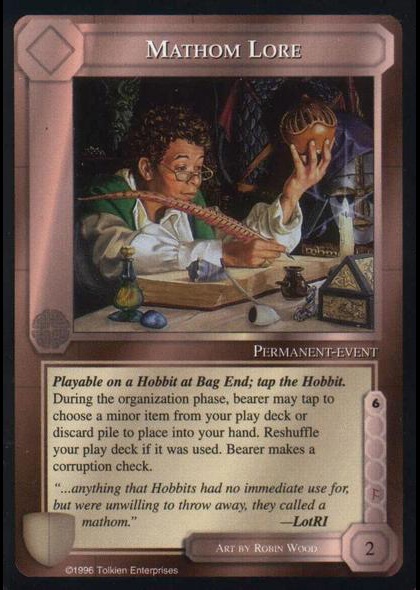 MATHOM LORE
PERMANENT-EVENT
Playable on a Hobbit at Bag End; tap the Hobbit.
During the organization phase, bearer may tap to
choose a minor item from your play deck or
discard pile to place into your hand. Reshuffle
your play deck if it was used. Bearer makes a
corruption check.
“...anything that Hobbits had no immediate use for,
but were unwilling to throw away, they called a
mathom.” —LotRI
6
ART BY ROBIN WOOD
2
©1996 Tolkien Enterprises